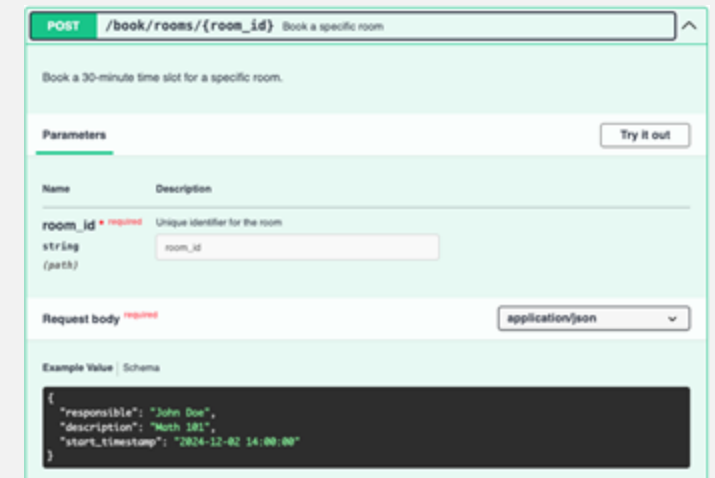 POST /book/rooms/{room_id} Book a specific room
Book a 30-minute time slot for a specific room.
Parameters Try it out
Name Description
room_id * required Unique identifier for the room
string room_id
(path)
Request body required application/json
Example Value | Schema
{
"responsible": "John Doe",
"description": "Math 101",
"start_timestamp": "2024-12-02 14:00:00"
}